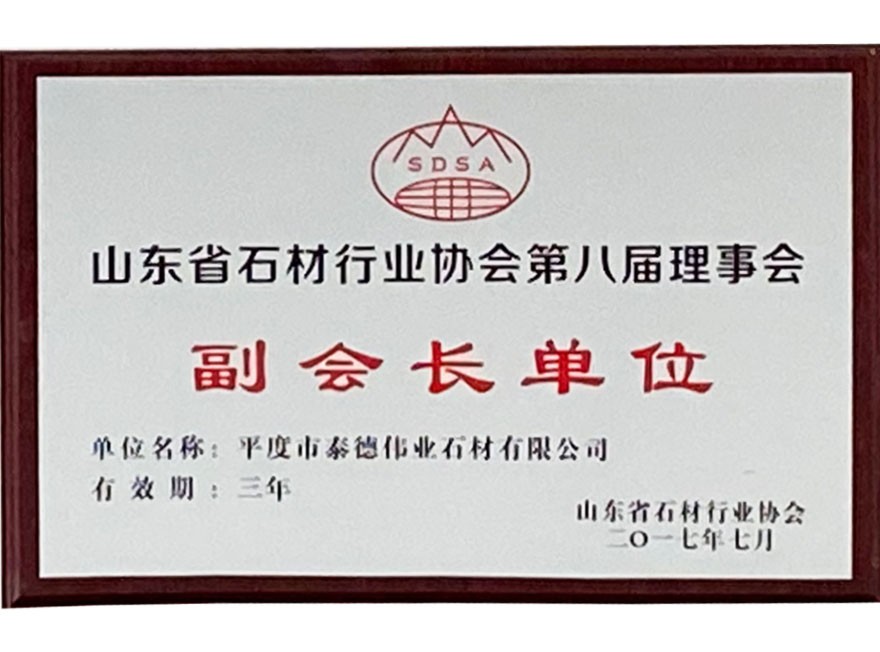 SDSA
山东省石材行业协会第八届理事会
副会长单位
单位名称：平度市泰德伟业石材有限公司
有效期：三年
山东省石材行业协会
二〇一七年七月